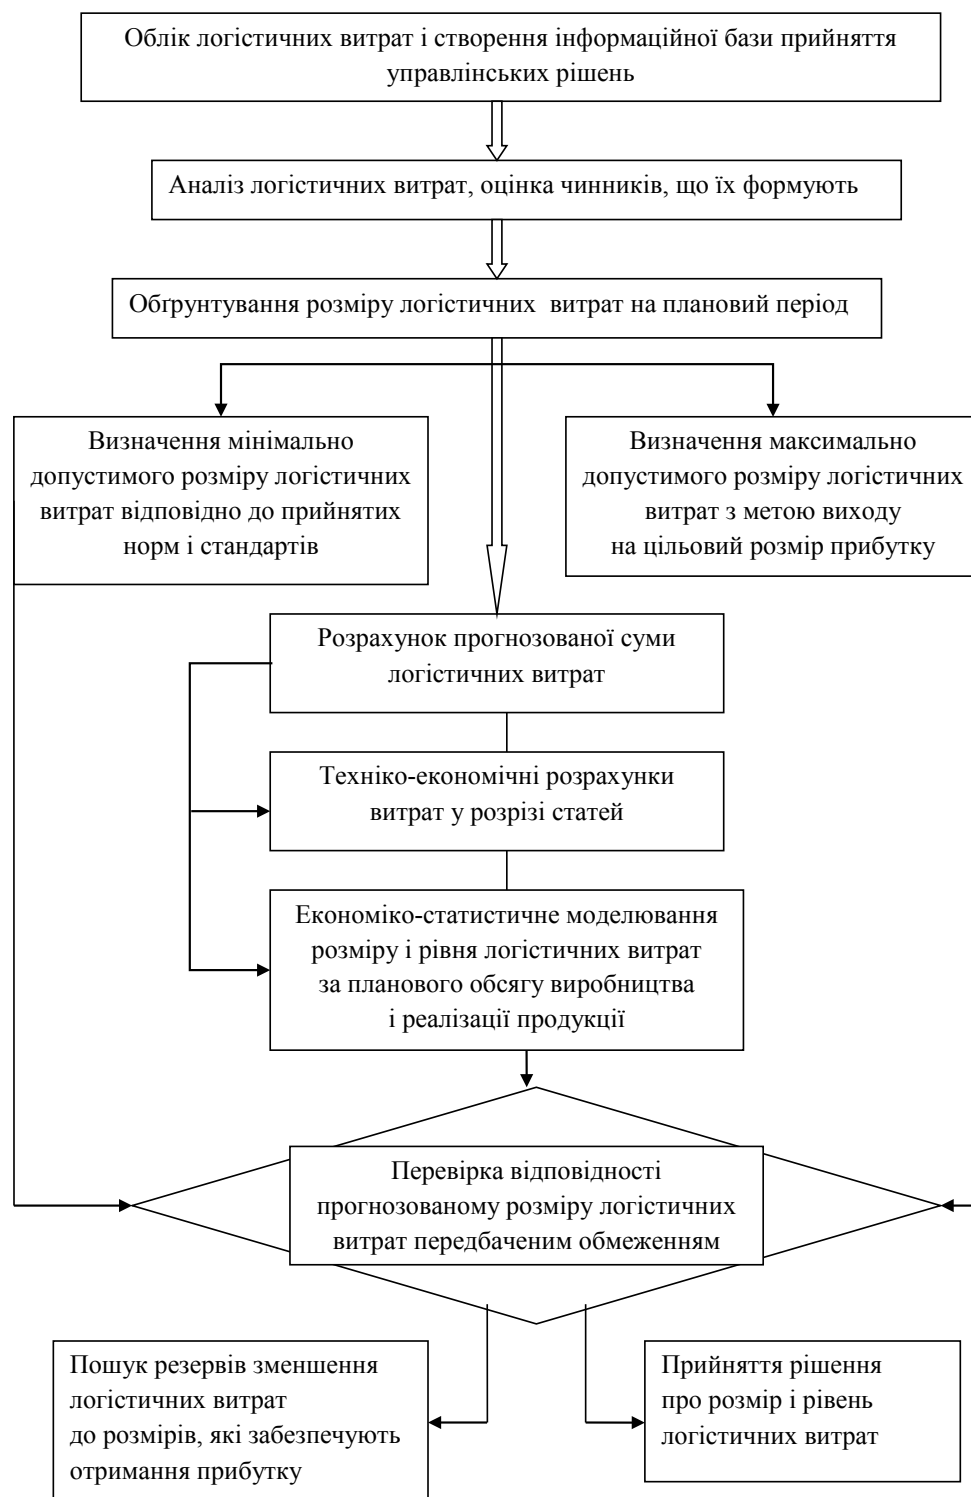 Облік логістичних витрат і створення інформаційної бази прийняття
управлінських рішень
Аналіз логістичних витрат, оцінка чинників, що їх формують
Обґрунтування розміру логістичних витрат на плановий період
Визначення мінімально
допустимого розміру логістичних
витрат відповідно до прийнятих
норм і стандартів
Визначення максимально
допустимого розміру логістичних
витрат з метою виходу
на цільовий розмір прибутку
Розрахунок прогнозованої суми
логістичних витрат
Техніко-економічні розрахунки
витрат у розрізі статей
Економіко-статистичне моделювання
розміру і рівня логістичних витрат
за планового обсягу виробництва
і реалізації продукції
Перевірка відповідності
прогнозованому розміру логістичних
витрат передбаченим обмеженням
Пошук резервів зменшення
логістичних витрат
до розмірів, які забезпечують
отримання прибутку
Прийняття рішення
про розмір і рівень
логістичних витрат